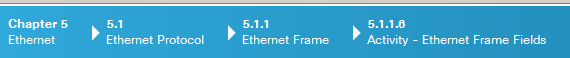 Chapter 5
Ethernet
5.1
Ethernet Protocol
5.1.1
Ethernet Frame
5.1.1.6
Activity - Ethernet Frame Fields